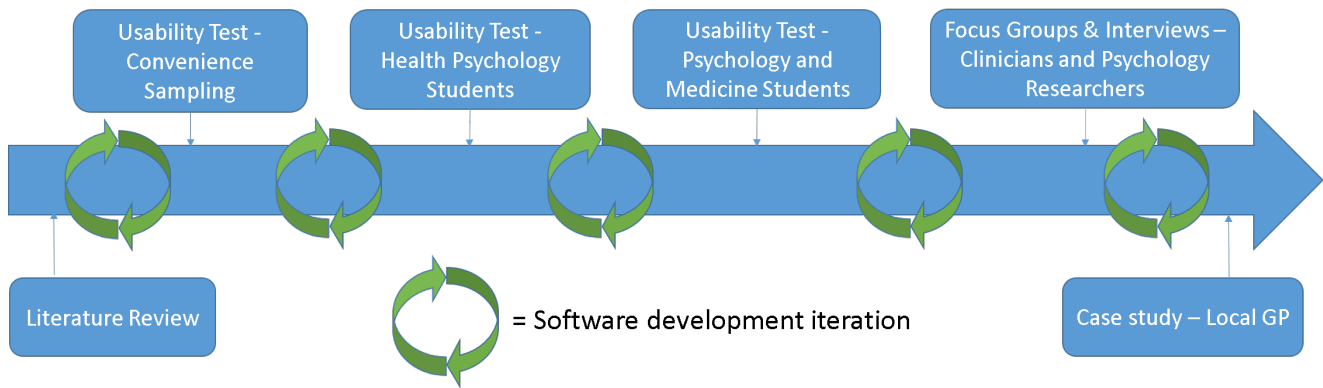 Usability Test -
Convenience
Sampling
Usability Test -
Health Psychology
Students
Usability Test -
Psychology and
Medicine Students
Focus Groups & Interviews –
Clinicians and Psychology
Researchers
Literature Review
= Software development iteration
Case study – Local GP